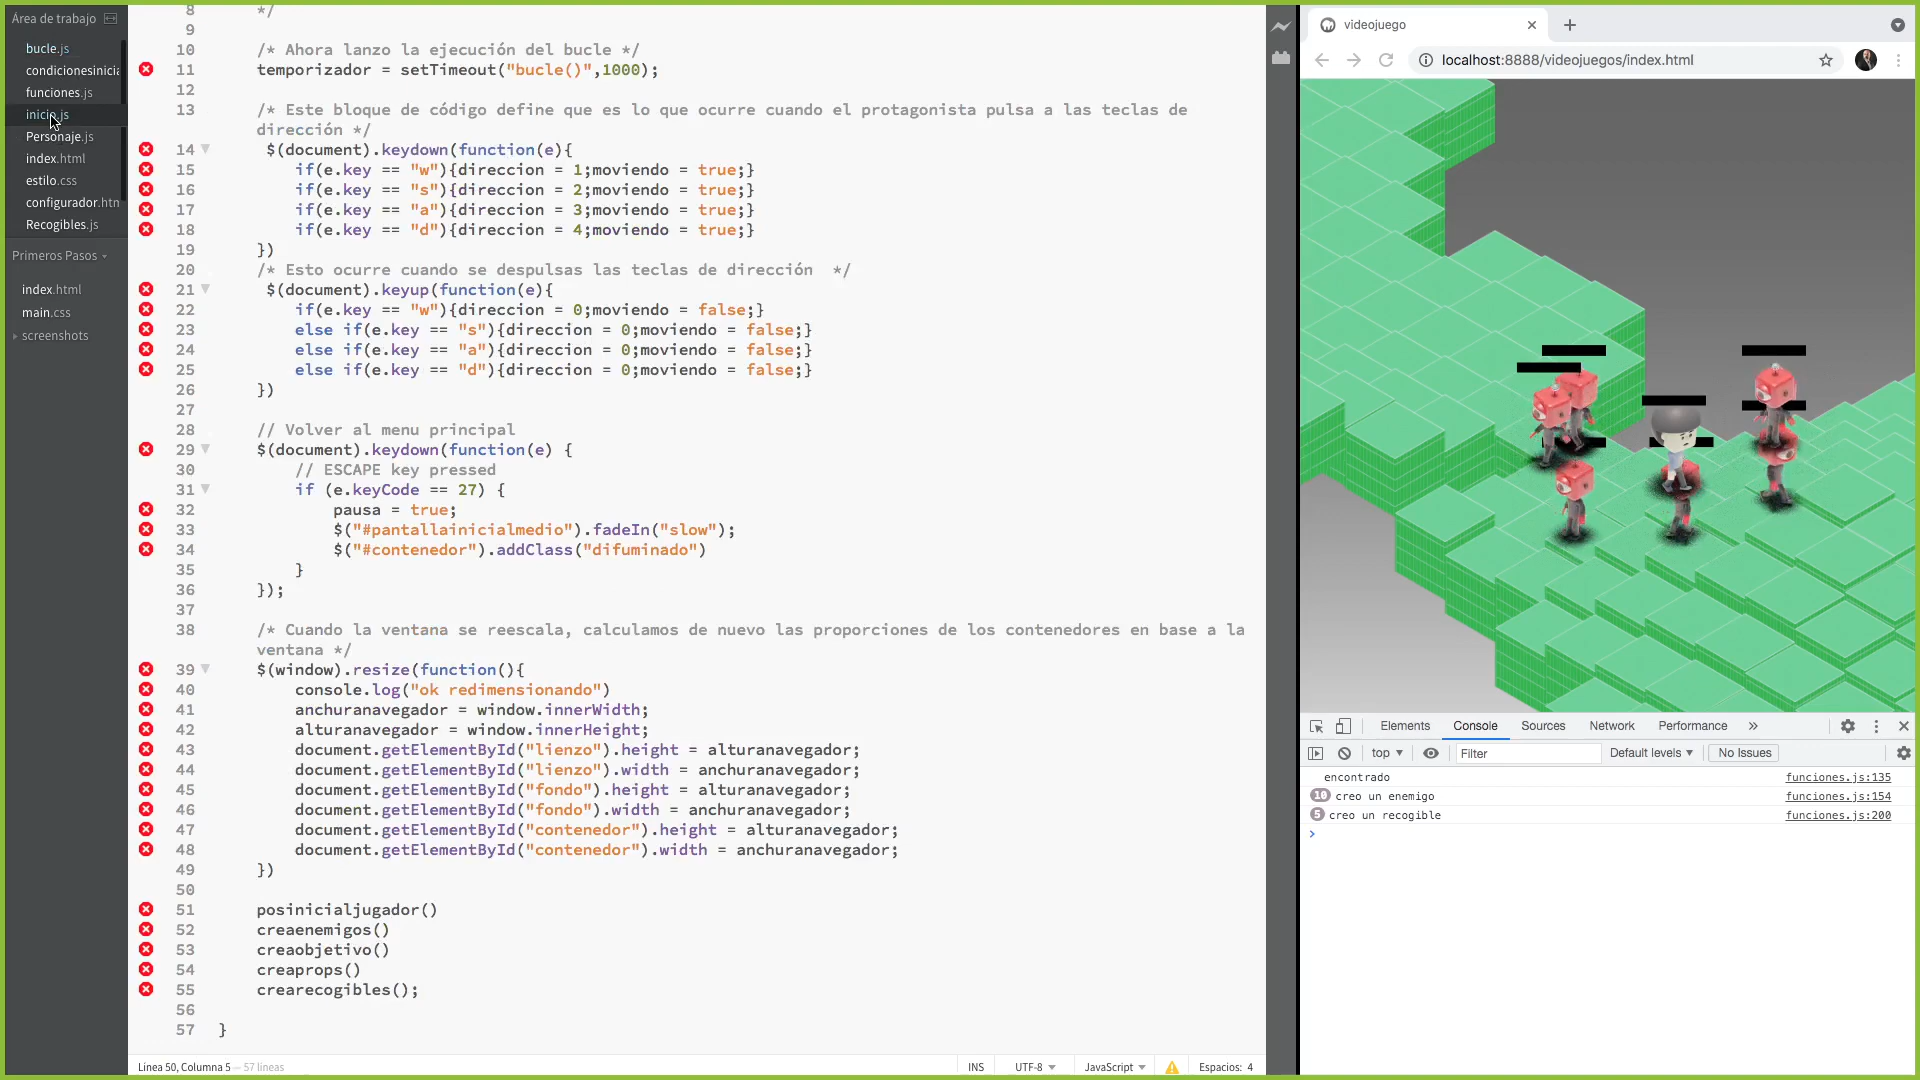 Área de trabajo
bucle.js
condicionesinicia
funciones.js
inicio.js
Personaje.js
index.html
estilo.css
configurador.htn
Recogibles.js
Primeros Pasos
index.html
main.css
screenshots
8 */
9
10 /* Ahora lanzo la ejecución del bucle */
11 temporizador = setTimeout("bucle()",1000);
12
13 /* Este bloque de código define que es lo que ocurre cuando el protagonista pulsa a las teclas de
dirección */
14 $(document).keydown(function(e){
15 if(e.key == "w"){direccion = 1;moviendo = true;}
16 if(e.key == "s"){direccion = 2;moviendo = true;}
17 if(e.key == "a"){direccion = 3;moviendo = true;}
18 if(e.key == "d"){direccion = 4;moviendo = true;}
19 })
20 /* Esto ocurre cuando se despulsas las teclas de dirección  */
21 $(document).keyup(function(e){
22 if(e.key == "w"){direccion = 0;moviendo = false;}
23 else if(e.key == "s"){direccion = 0;moviendo = false;}
24 else if(e.key == "a"){direccion = 0;moviendo = false;}
25 else if(e.key == "d"){direccion = 0;moviendo = false;}
26 })
27
28 // Volver al menu principal
29 $(document).keydown(function(e) {
30 // ESCAPE key pressed
31 if (e.keyCode == 27) {
32 pausa = true;
33 $("#pantallainicialmedio").fadeIn("slow");
34 $("#contenedor").addClass("difuminado")
35 }
36 });
37
38 /* Cuando la ventana se reescala, calculamos de nuevo las proporciones de los contenedores en base a la
ventana */
39 $(window).resize(function(){
40 console.log("ok redimensionando")
41 anchuranavegador = window.innerWidth;
42 alturanavegador = window.innerHeight;
43 document.getElementById("lienzo").height = alturanavegador;
44 document.getElementById("lienzo").width = anchuranavegador;
45 document.getElementById("fondo").height = alturanavegador;
46 document.getElementById("fondo").width = anchuranavegador;
47 document.getElementById("contenedor").height = alturanavegador;
48 document.getElementById("contenedor").width = anchuranavegador;
49 })
50
51 posinicialjugador()
52 creaenemigos()
53 creaobjetivo()
54 creaprops()
55 crearecogibles();
56
57 }
Línea 50, Columna 5 — 57 líneas
INS UTF-8 JavaScript Espacios: 4
videojuego
localhost:8888/videojuegos/index.html
Elements Console Sources Network Performance »
top Filter Default levels No Issues
encontrado funciones.js:135
10 creo un enemigo funciones.js:154
5 creo un recogible funciones.js:200
>